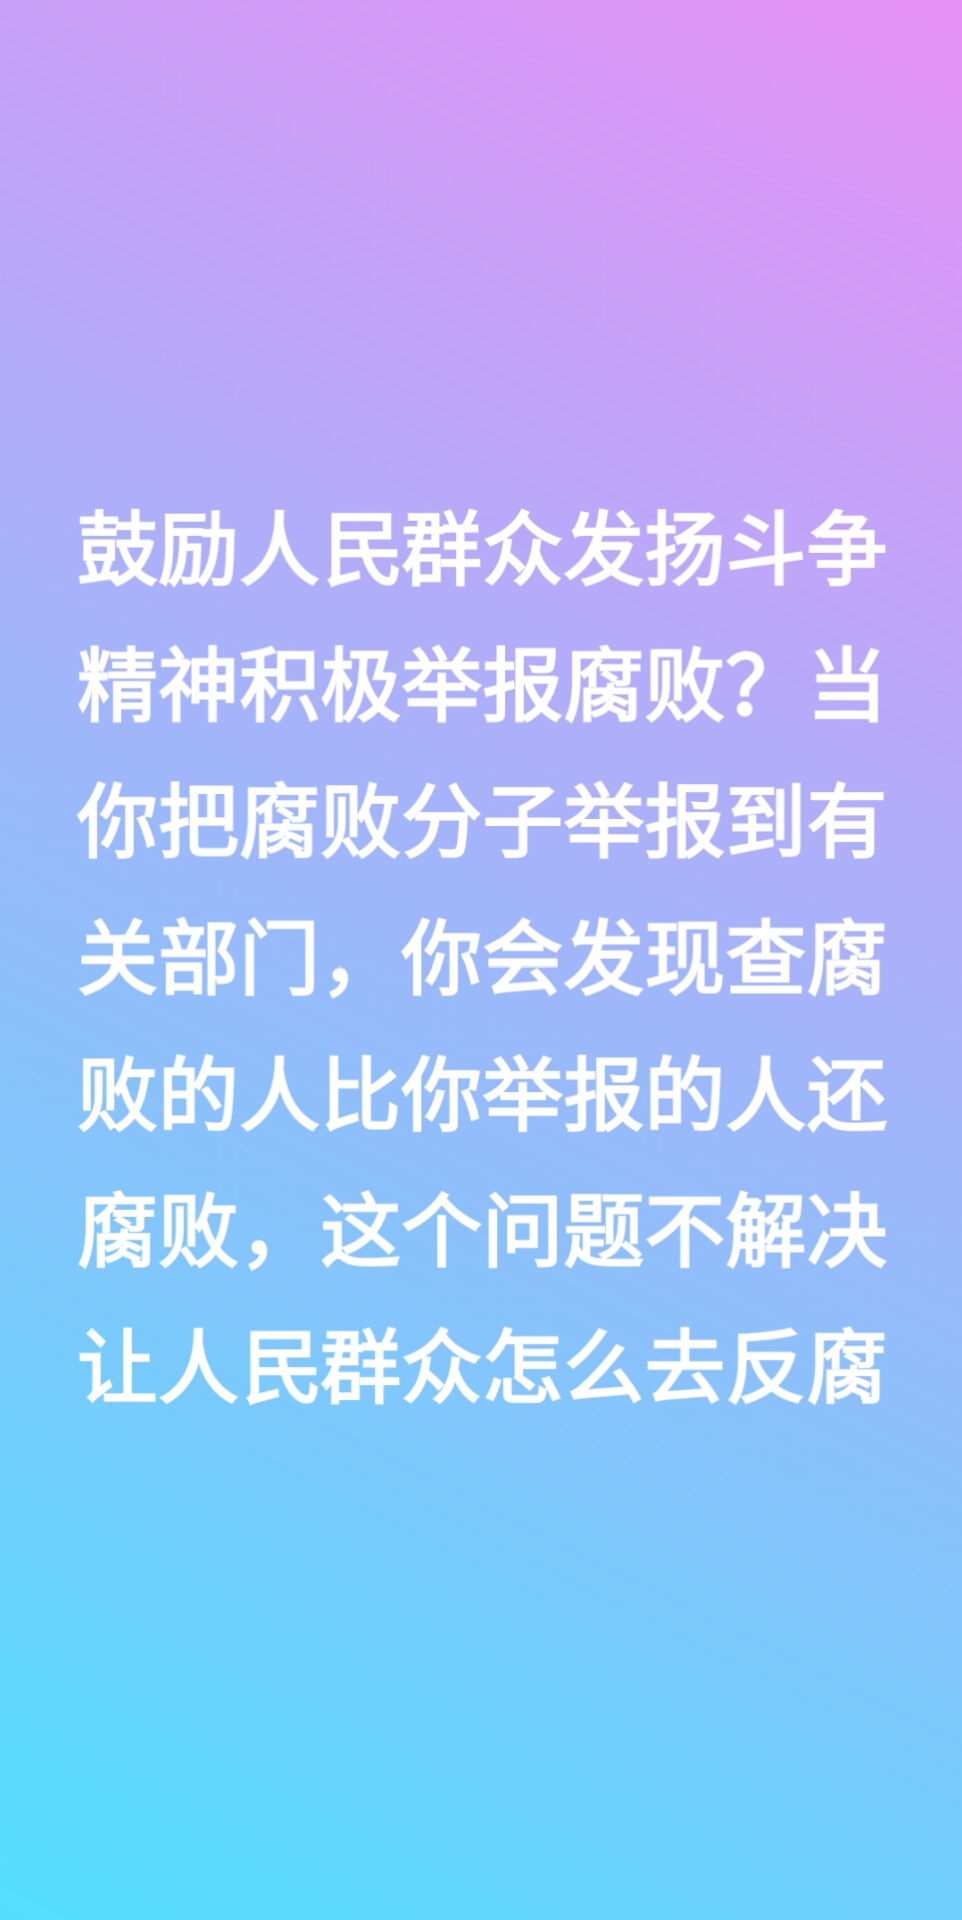 鼓励人民群众发扬斗争
精神积极举报腐败？当
你把腐败分子举报到有
关部门，你会发现查腐
败的人比你举报的人还
腐败，这个问题不解决
让人民群众怎么去反腐